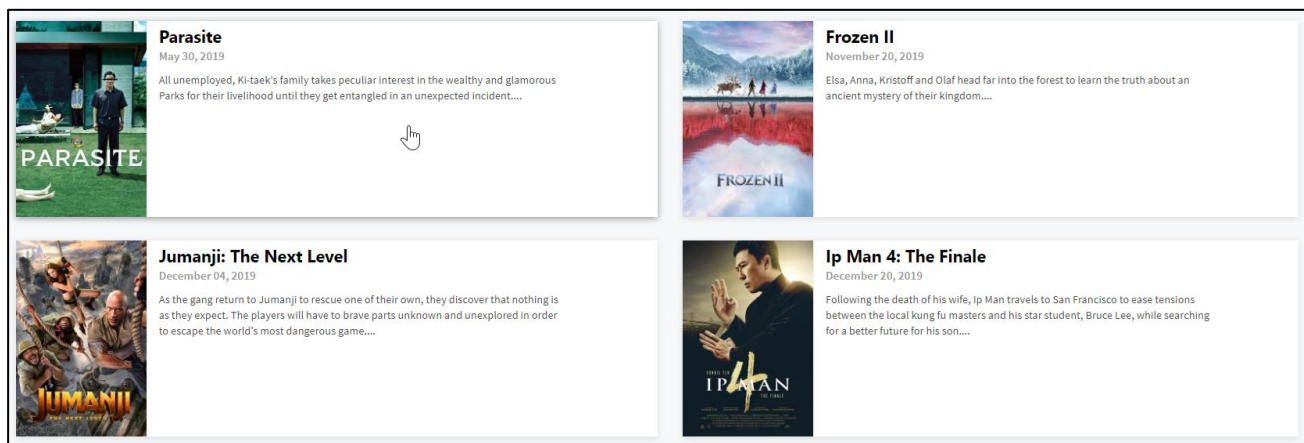 Parasite
May 30, 2019
All unemployed, Ki-taek's family takes peculiar interest in the wealthy and glamorous
Parks for their livelihood until they get entangled in an unexpected incident....
PARASITE
Frozen II
November 20, 2019
Elsa, Anna, Kristoff and Olaf head far into the forest to learn the truth about an
ancient mystery of their kingdom....
FROZEN II
Jumanji: The Next Level
December 04, 2019
As the gang return to Jumanji to rescue one of their own, they discover that nothing is
as they expect. The players will have to brave parts unknown and unexplored in order
to escape the world's most dangerous game....
JUMANJI
THE NEXT LEVEL
Ip Man 4: The Finale
December 20, 2019
Following the death of his wife, Ip Man travels to San Francisco to ease tensions
between the local kung fu masters and his star student, Bruce Lee, while searching
for a better future for his son....
DONNIE YEN
IP MAN 4
THE FINALE